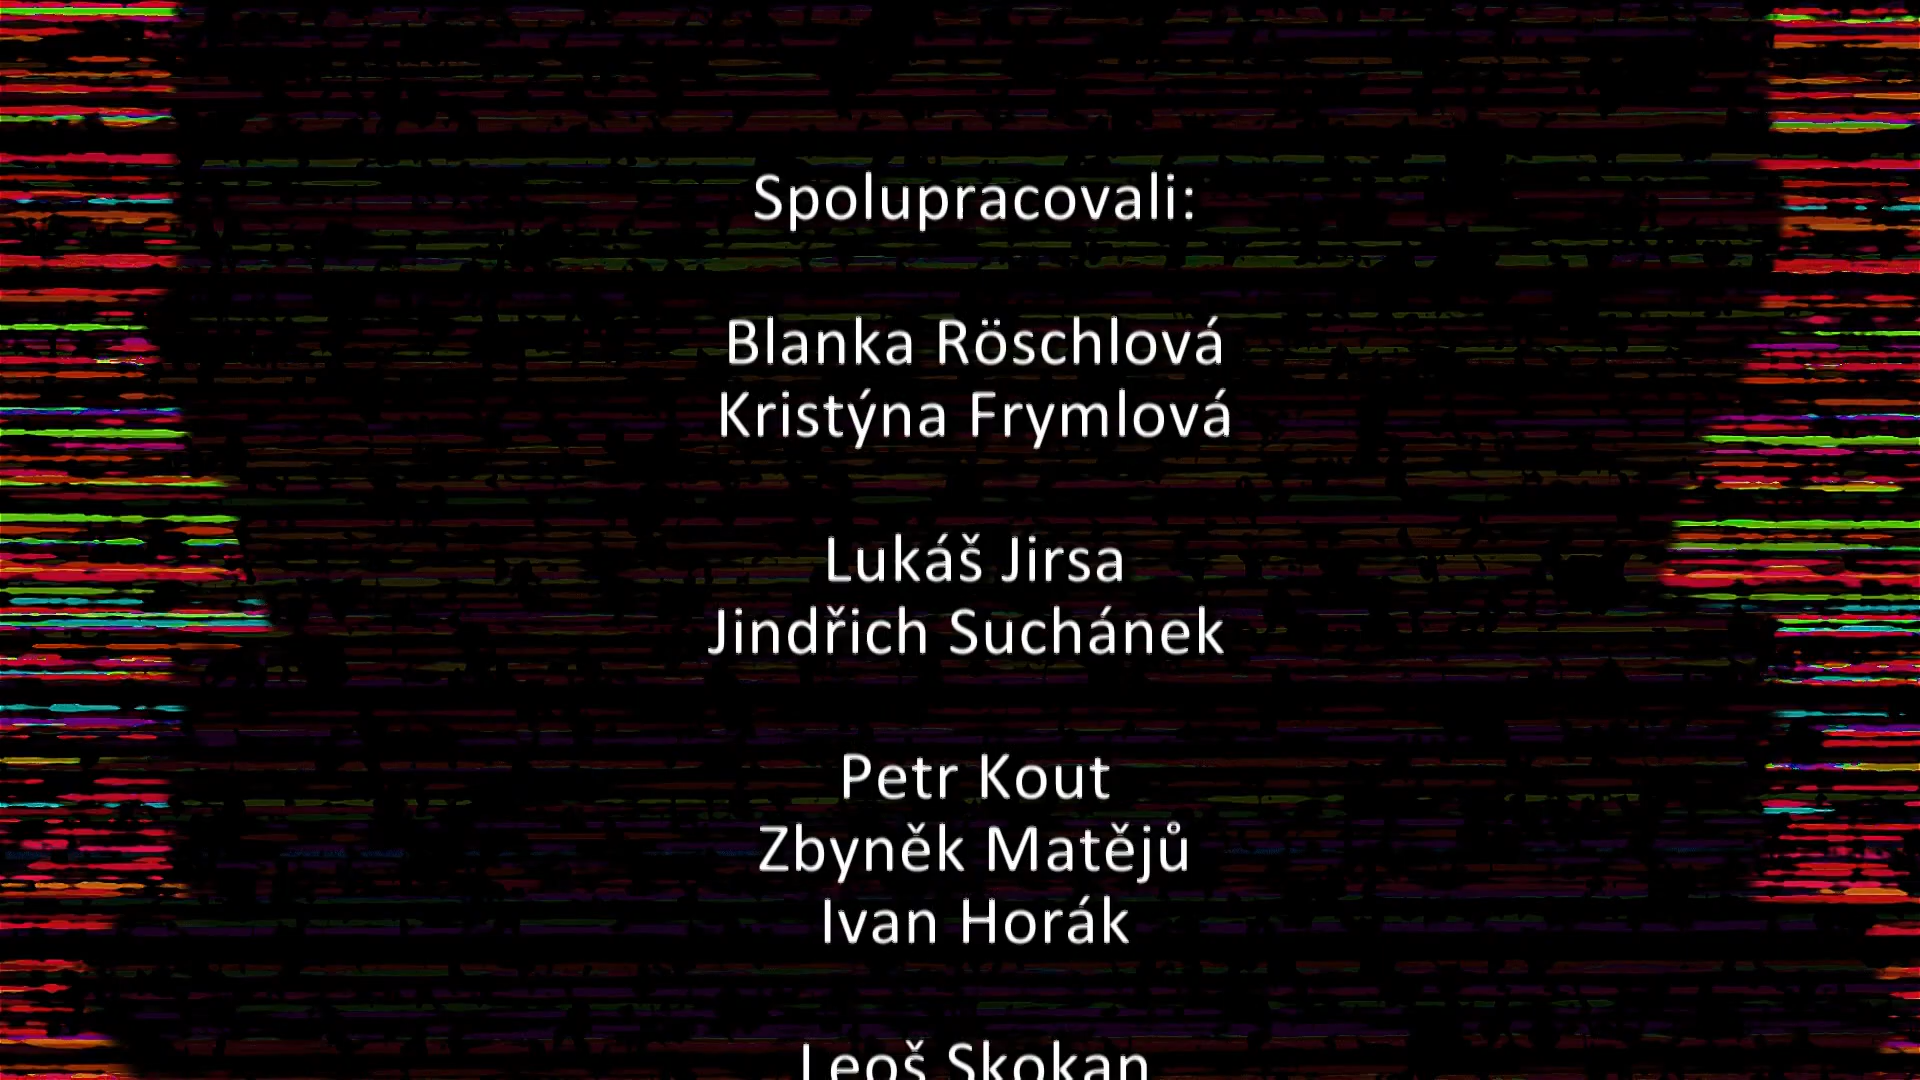 Spolupracovali:
Blanka Röschlová
Kristýna Frymlová
Lukáš Jirsa
Jindřich Suchánek
Petr Kout
Zbyněk Matějů
Ivan Horák
Leoš Skokan